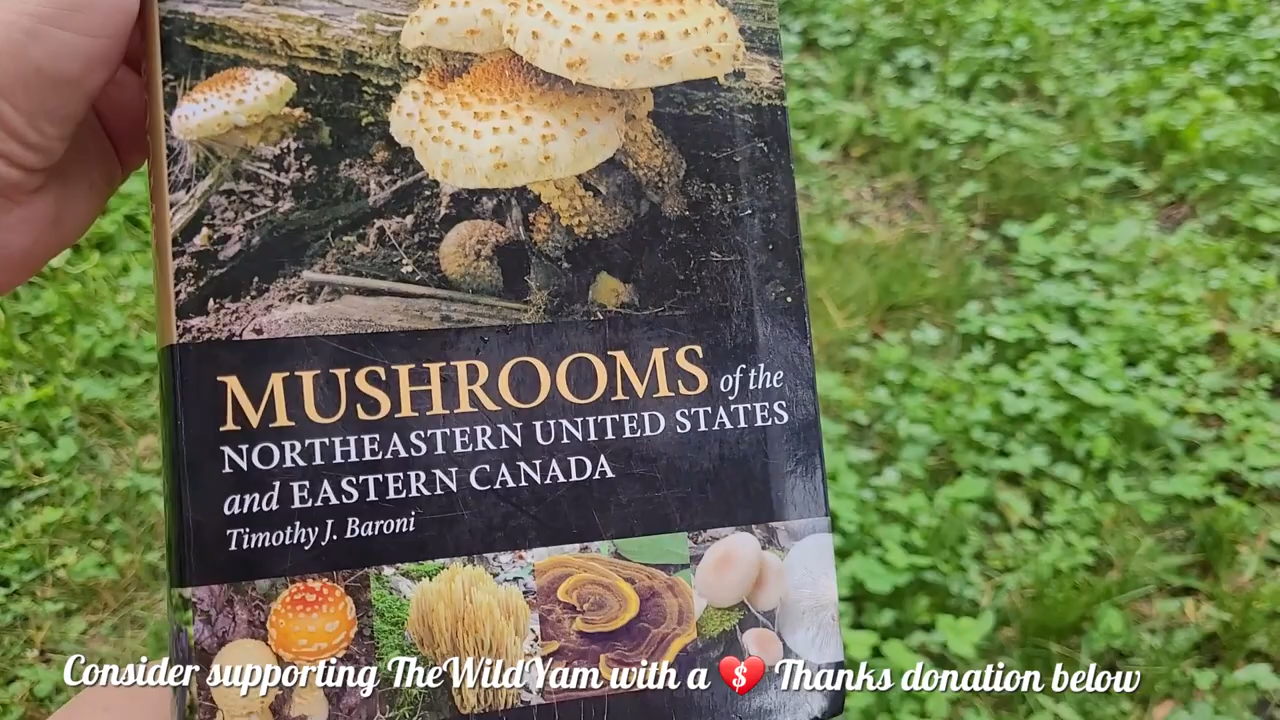 MUSHROOMS of the
NORTHEASTERN UNITED STATES
and EASTERN CANADA
Timothy J. Baroni
Consider supporting TheWildYam with a $ Thanks donation below